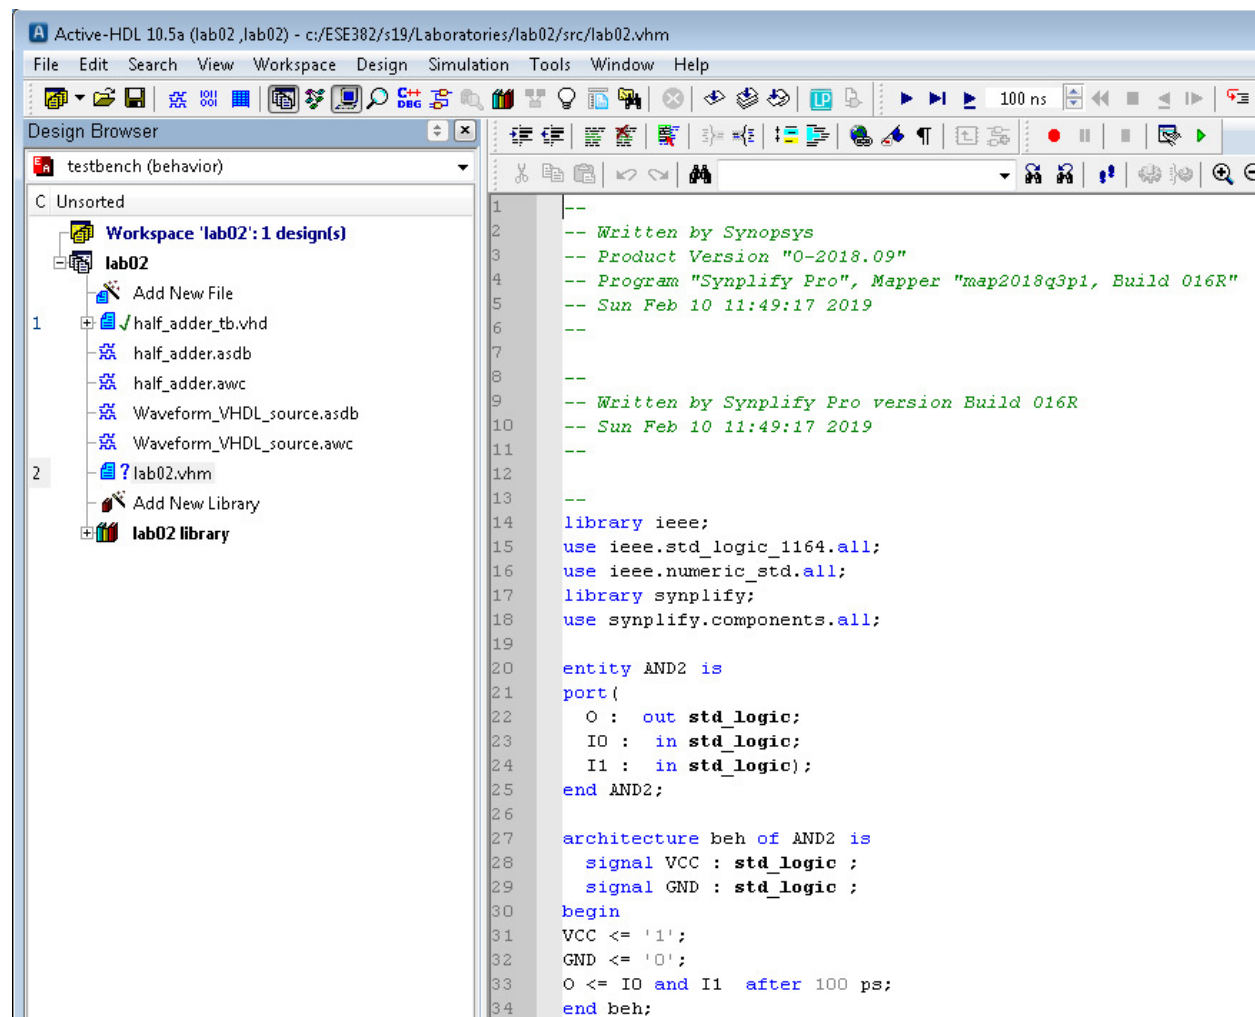 Active-HDL 10.5a (lab02 ,lab02) - c:/ESE382/s19/Laboratories/lab02/src/lab02.vhm
File Edit Search View Workspace Design Simulation Tools Window Help
C++ DBG LP 100 ns
Design Browser
testbench (behavior)
C Unsorted
Workspace 'lab02': 1 design(s)
lab02
Add New File
1 half_adder_tb.vhd
half_adder.asdb
half_adder.awc
Waveform_VHDL_source.asdb
Waveform_VHDL_source.awc
2 ? lab02.vhm
Add New Library
lab02 library
1 --
2 -- Written by Synopsys
3 -- Product Version "O-2018.09"
4 -- Program "Synplify Pro", Mapper "map2018q3p1, Build 016R"
5 -- Sun Feb 10 11:49:17 2019
6 --
7
8 --
9 -- Written by Synplify Pro version Build 016R
10 -- Sun Feb 10 11:49:17 2019
11 --
12
13 --
14 library ieee;
15 use ieee.std_logic_1164.all;
16 use ieee.numeric_std.all;
17 library synplify;
18 use synplify.components.all;
19
20 entity AND2 is
21 port(
22 O : out std_logic;
23 I0 : in std_logic;
24 I1 : in std_logic);
25 end AND2;
26
27 architecture beh of AND2 is
28 signal VCC : std_logic ;
29 signal GND : std_logic ;
30 begin
31 VCC <= '1';
32 GND <= '0';
33 O <= I0 and I1 after 100 ps;
34 end beh;